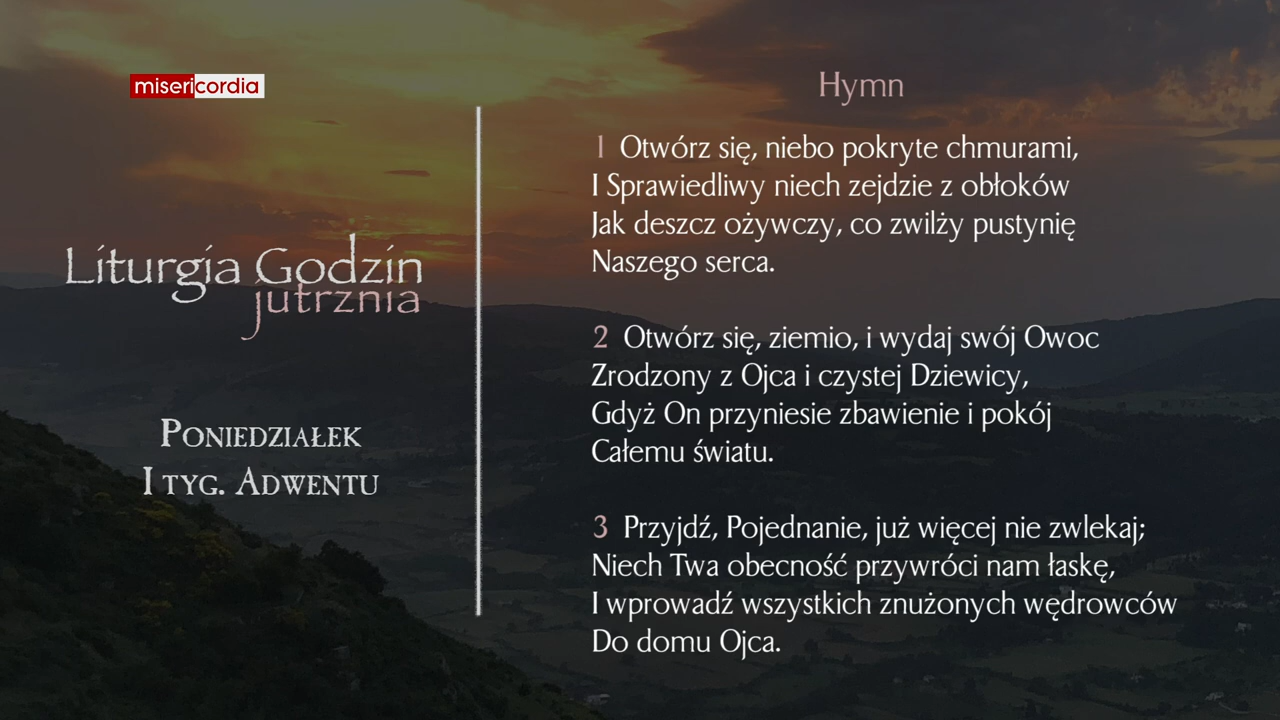 misericordia
Liturgia Godzin
jutrznia
Poniedziałek
I tyg. Adwentu
Hymn
1 Otwórz się, niebo pokryte chmurami,
I Sprawiedliwy niech zejdzie z obłoków
Jak deszcz ożywczy, co zwilży pustynię
Naszego serca.
2 Otwórz się, ziemio, i wydaj swój Owoc
Zrodzony z Ojca i czystej Dziewicy,
Gdyż On przyniesie zbawienie i pokój
Całemu światu.
3 Przyjdź, Pojednanie, już więcej nie zwlekaj;
Niech Twa obecność przywróci nam łaskę,
I wprowadź wszystkich znużonych wędrowców
Do domu Ojca.